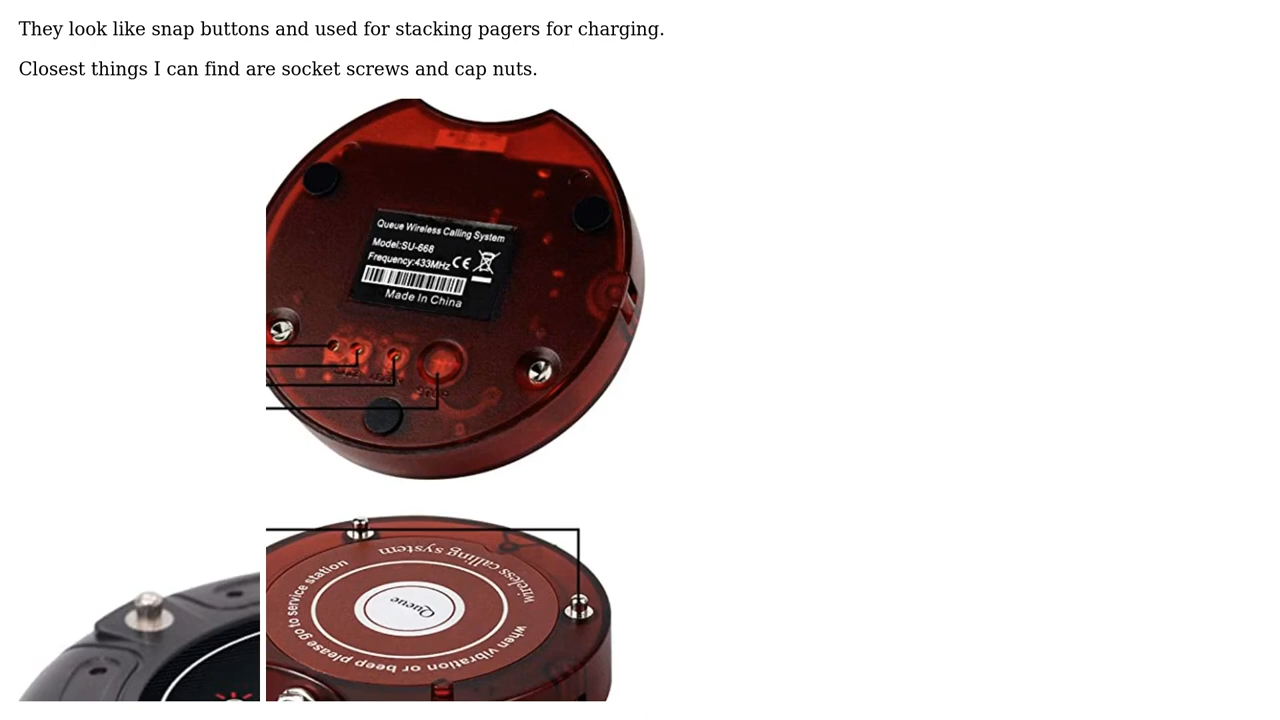 They look like snap buttons and used for stacking pagers for charging.
Closest things I can find are socket screws and cap nuts.
Queue Wireless Calling System
Model:SU-668
Frequency:433MHz CE
Made In China
wireless calling system
Queue
when vibration or beep please go to service station